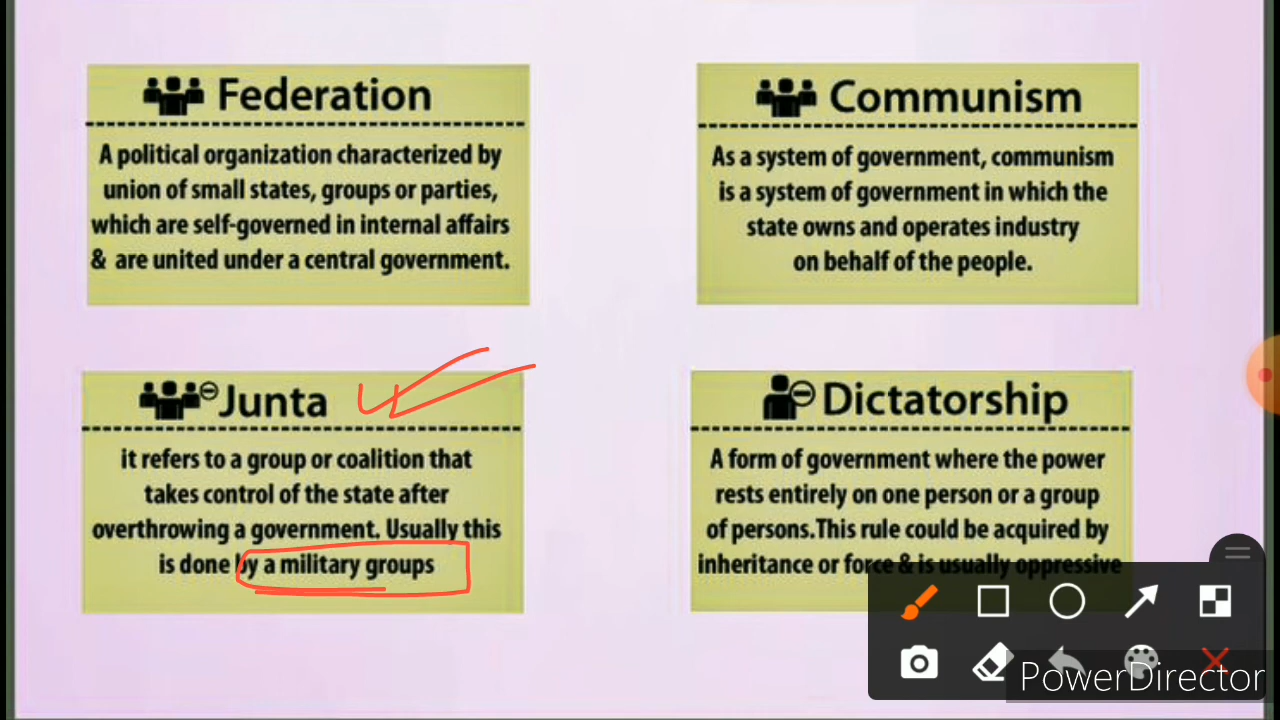 Federation
A political organization characterized by
union of small states, groups or parties,
which are self-governed in internal affairs
& are united under a central government.
Communism
As a system of government, communism
is a system of government in which the
state owns and operates industry
on behalf of the people.
Junta
it refers to a group or coalition that
takes control of the state after
overthrowing a government. Usually this
is done by a military groups
Dictatorship
A form of government where the power
rests entirely on one person or a group
of persons.This rule could be acquired by
inheritance or force & is usually oppressive
PowerDirector